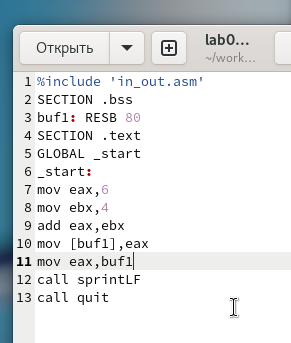 Открыть
lab0...
~/work...
1 %include 'in_out.asm'
2 SECTION .bss
3 buf1: RESB 80
4 SECTION .text
5 GLOBAL _start
6 _start:
7 mov eax,6
8 mov ebx,4
9 add eax,ebx
10 mov [buf1],eax
11 mov eax,buf1
12 call sprintLF
13 call quit